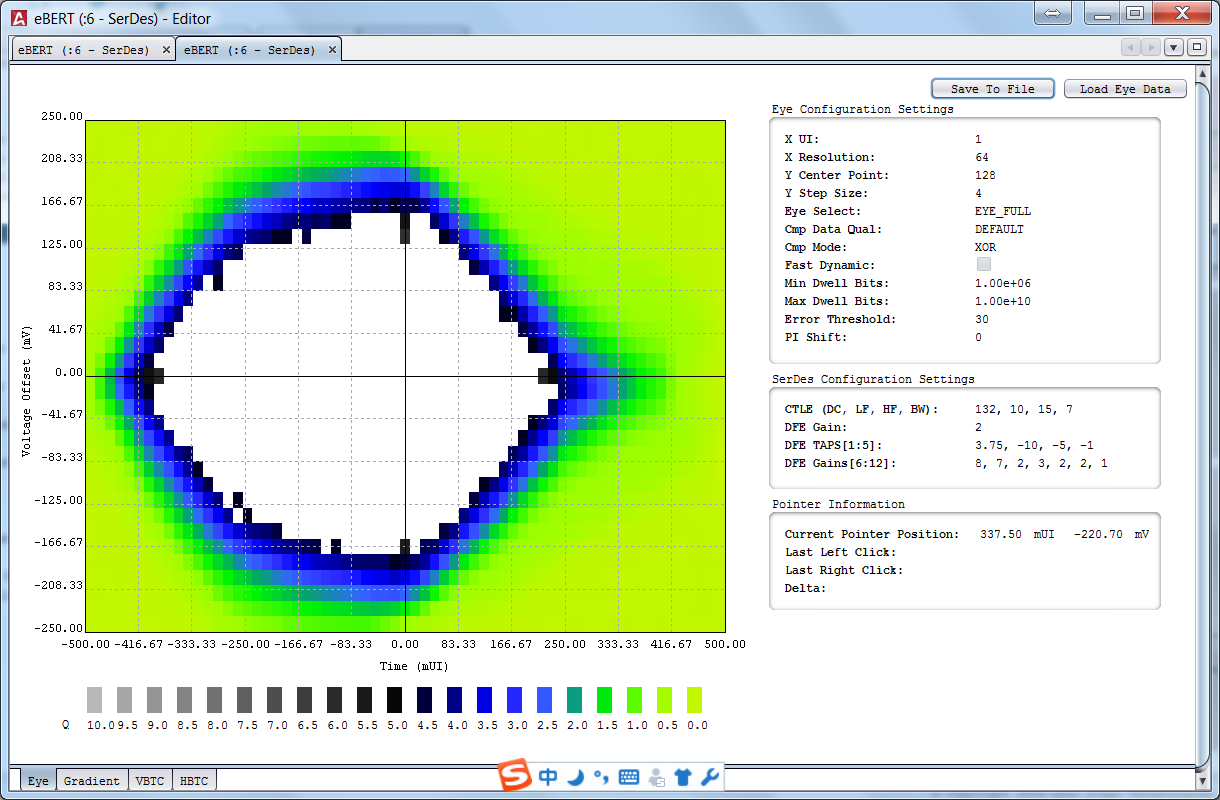 eBERT (:6 - SerDes) - Editor
eBERT (:6 - SerDes)
eBERT (:6 - SerDes)
Save To File
Load Eye Data
Eye Configuration Settings
X UI: 1
X Resolution: 64
Y Center Point: 128
Y Step Size: 4
Eye Select: EYE_FULL
Cmp Data Qual: DEFAULT
Cmp Mode: XOR
Fast Dynamic:
Min Dwell Bits: 1.00e+06
Max Dwell Bits: 1.00e+10
Error Threshold: 30
PI Shift: 0
SerDes Configuration Settings
CTLE (DC, LF, HF, BW): 132, 10, 15, 7
DFE Gain: 2
DFE TAPS[1:5]: 3.75, -10, -5, -1
DFE Gains[6:12]: 8, 7, 2, 3, 2, 2, 1
Pointer Information
Current Pointer Position: 337.50 mUI -220.70 mV
Last Left Click:
Last Right Click:
Delta:
Voltage Offset (mV)
250.00
208.33
166.67
125.00
83.33
41.67
0.00
-41.67
-83.33
-125.00
-166.67
-208.33
-250.00
-500.00 -416.67 -333.33 -250.00 -166.67 -83.33 0.00 83.33 166.67 250.00 333.33 416.67 500.00
Time (mUI)
Q 10.0 9.5 9.0 8.5 8.0 7.5 7.0 6.5 6.0 5.5 5.0 4.5 4.0 3.5 3.0 2.5 2.0 1.5 1.0 0.5 0.0
Eye Gradient VBTC HBTC
S 中